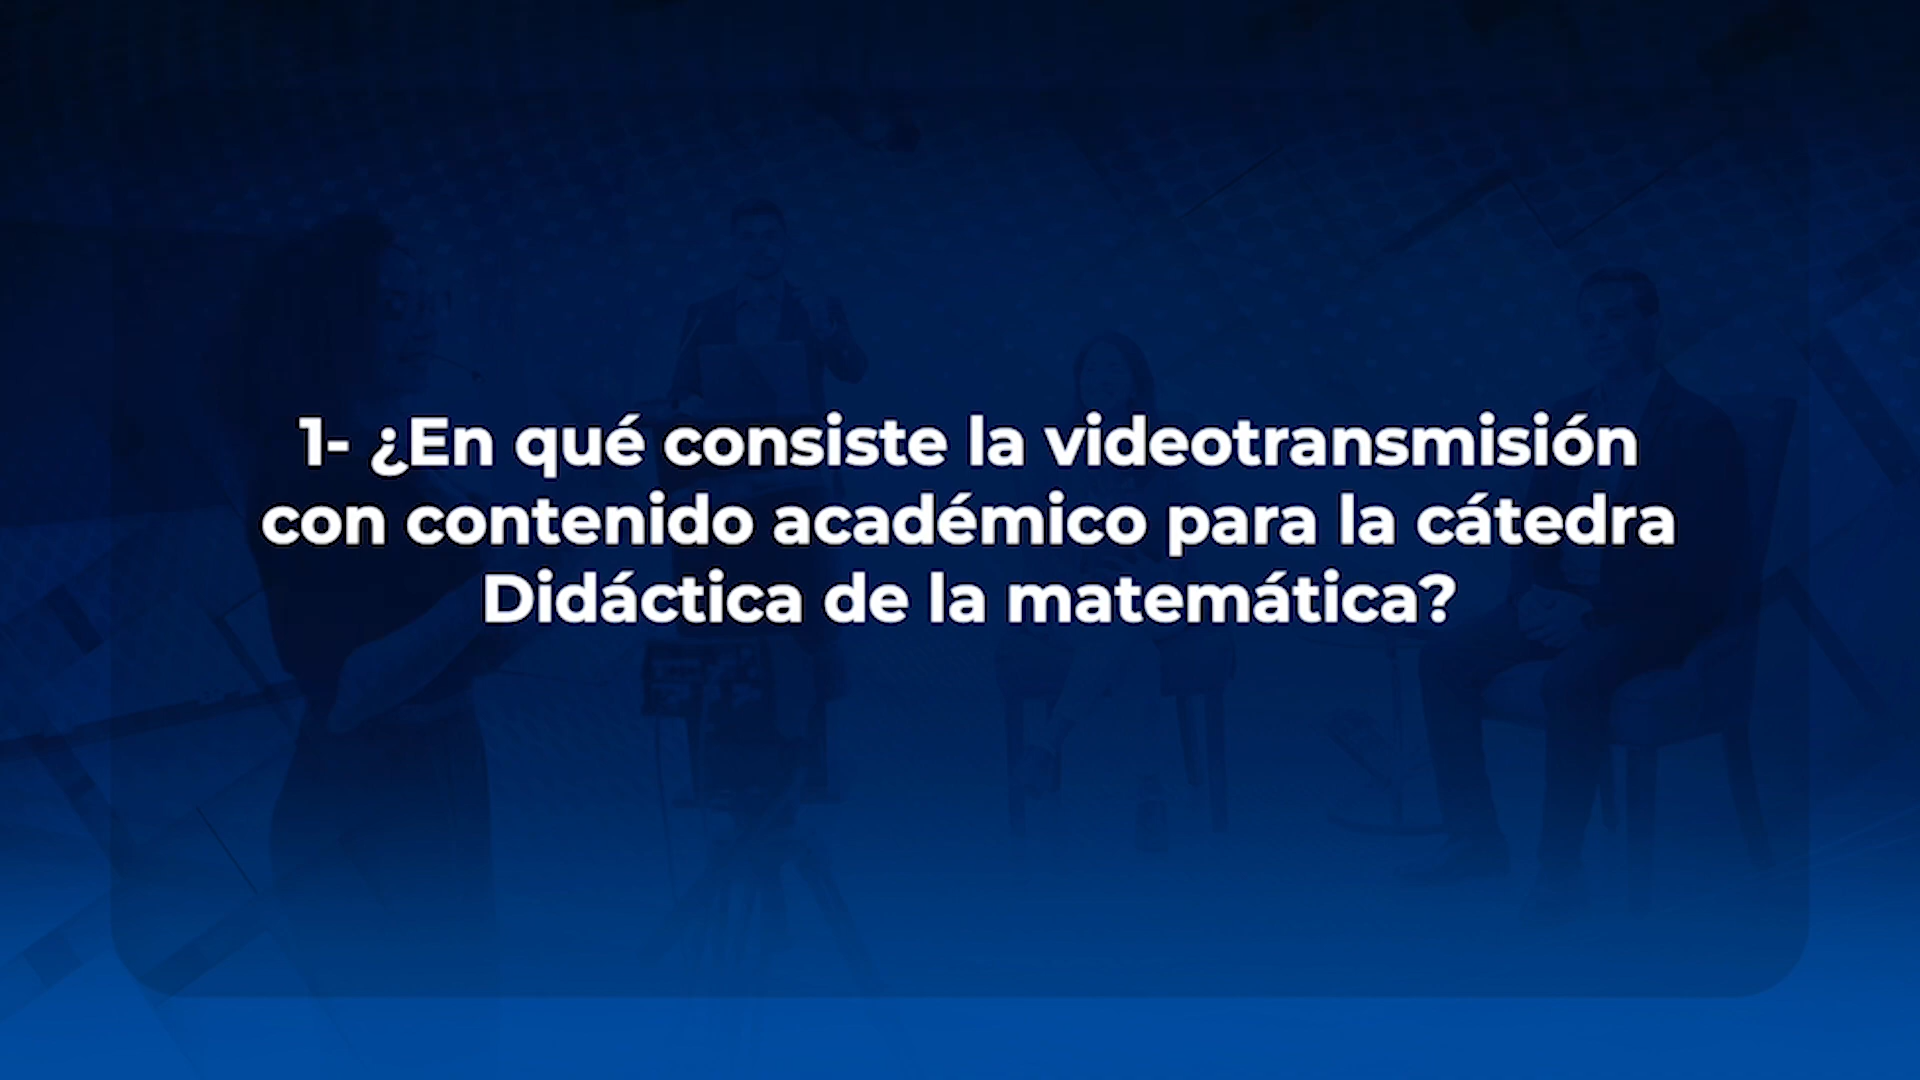 1- ¿En qué consiste la videotransmisión
con contenido académico para la cátedra
Didáctica de la matemática?